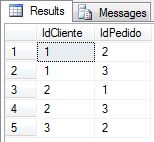 Results Messages
IdCliente IdPedido
1 1 2
2 1 3
3 2 1
4 2 3
5 3 2